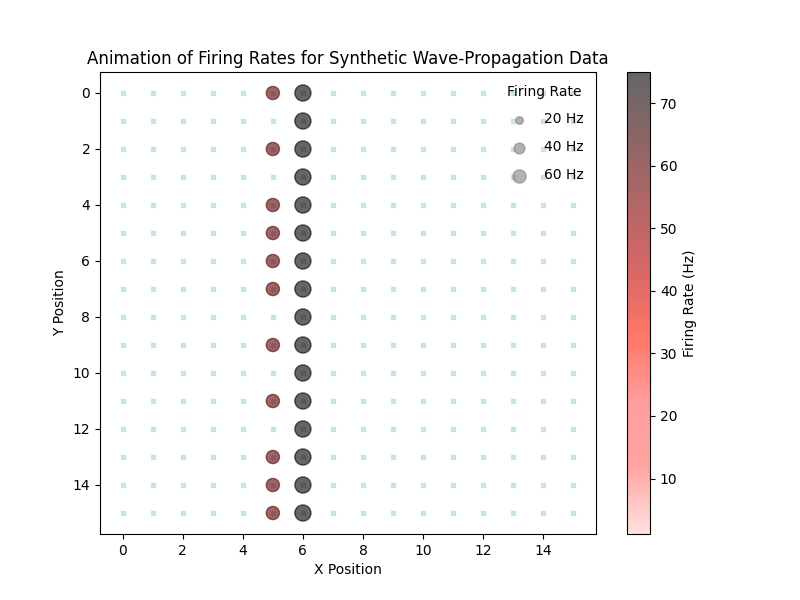 Animation of Firing Rates for Synthetic Wave-Propagation Data
Firing Rate
20 Hz
40 Hz
60 Hz
0
2
4
6
8
10
12
14
Y Position
0 2 4 6 8 10 12 14
X Position
70
60
50
40
30
20
10
Firing Rate (Hz)